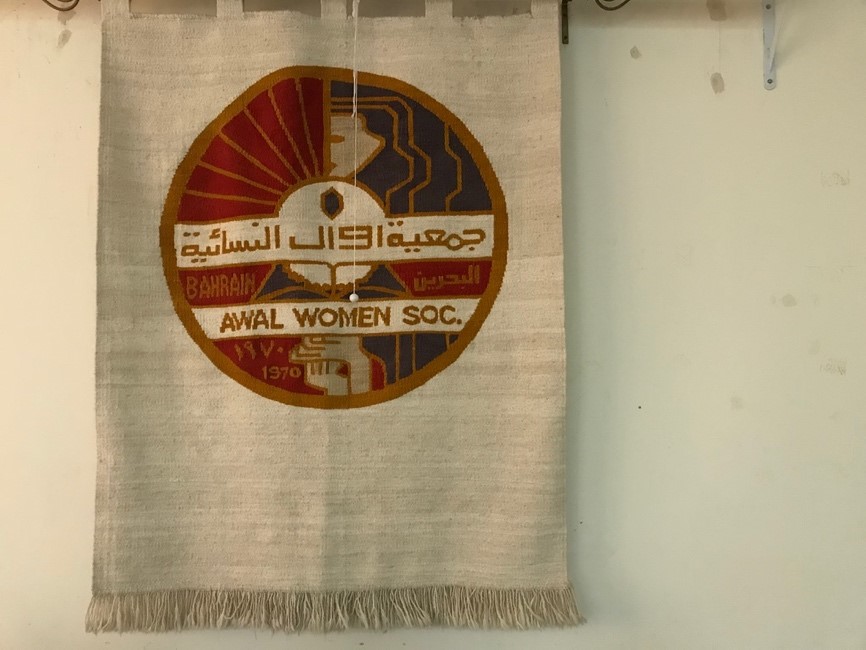 جمعية اوال النسائية
BAHRAIN البحرين
AWAL WOMEN SOC.
١٩٧٠
1970